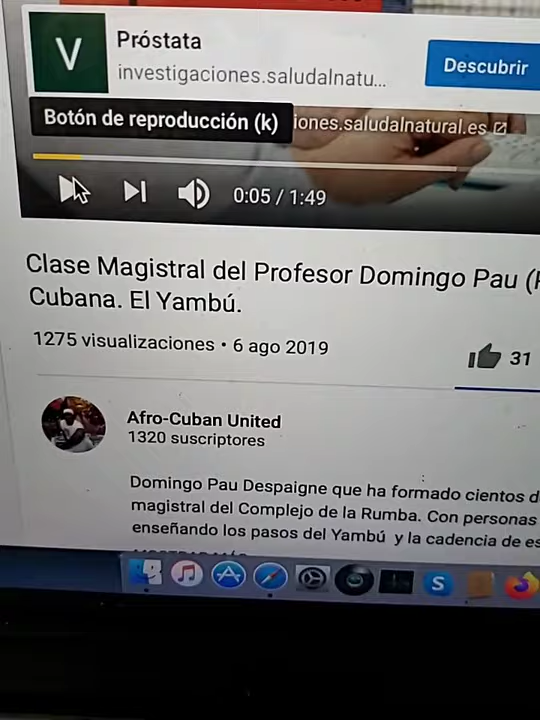 V
Próstata
investigaciones.saludalnatu...
Descubrir
Botón de reproducción (k)
iones.saludalnatural.es
0:05 / 1:49
Clase Magistral del Profesor Domingo Pau (
Cubana. El Yambú.
1275 visualizaciones • 6 ago 2019
31
Afro-Cuban United
1320 suscriptores
Domingo Pau Despaigne que ha formado cientos d
magistral del Complejo de la Rumba. Con personas
enseñando los pasos del Yambú y la cadencia de es
S